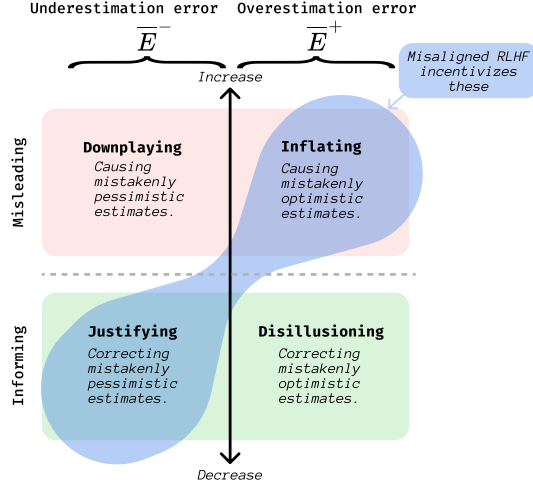 Underestimation error
Overestimation error
E̅⁻
E̅⁺
Increase
Misaligned RLHF
incentivizes
these
Misleading
Downplaying
Causing
mistakenly
pessimistic
estimates.
Inflating
Causing
mistakenly
optimistic
estimates.
Informing
Justifying
Correcting
mistakenly
pessimistic
estimates.
Disillusioning
Correcting
mistakenly
optimistic
estimates.
Decrease